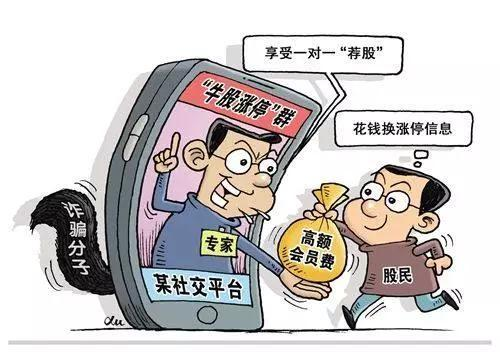 享受一对一“荐股”
“牛股涨停”群
花钱换涨停信息
诈骗分子
专家
高额
会员费
股民
某社交平台